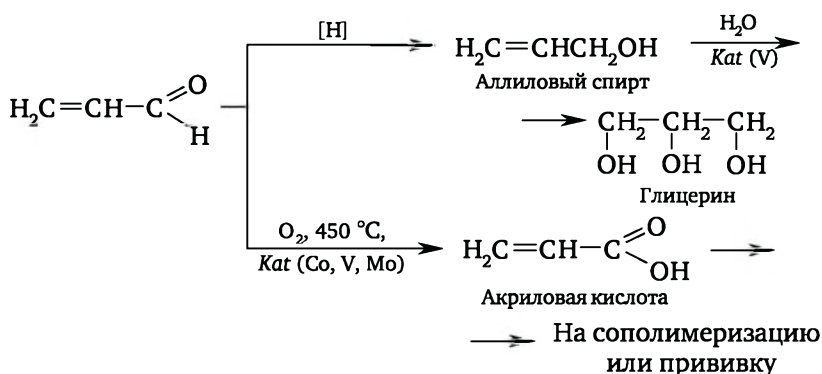 [H]
H₂C=CHCH₂OH
Аллиловый спирт
H₂O
Kat (V)
H₂C=CH–C
O
H
CH₂–CH₂–CH₂
OH OH OH
Глицерин
O₂, 450 °C,
Kat (Co, V, Mo)
H₂C=CH–C
O
OH
Акриловая кислота
На сополимеризацию
или прививку